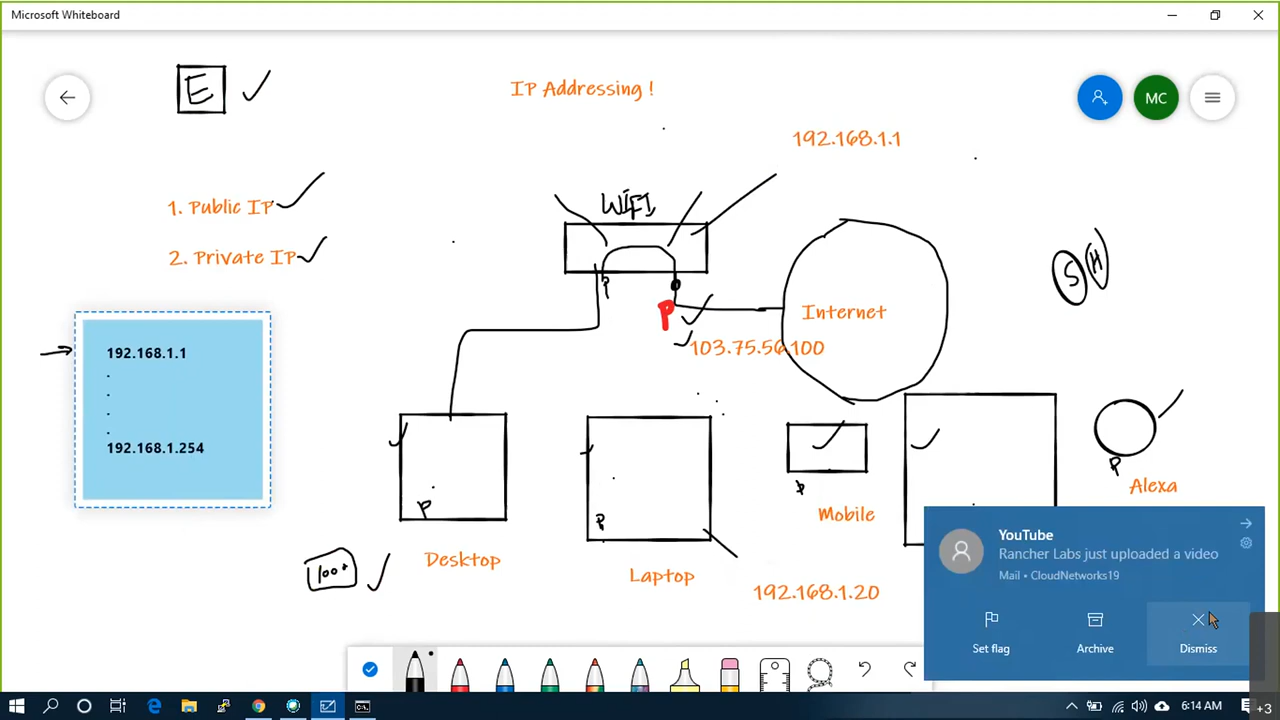 Microsoft Whiteboard
E
IP Addressing !
MC
192.168.1.1
1. Public IP
WIFI
2. Private IP
S H
P
P
Internet
192.168.1.1
.
.
.
.
192.168.1.254
103.75.56.100
P
P
P
P
Mobile
Alexa
Desktop
100+
Laptop
192.168.1.20
YouTube
Rancher Labs just uploaded a video
Mail • CloudNetworks19
Set flag
Archive
Dismiss
6:14 AM
+3